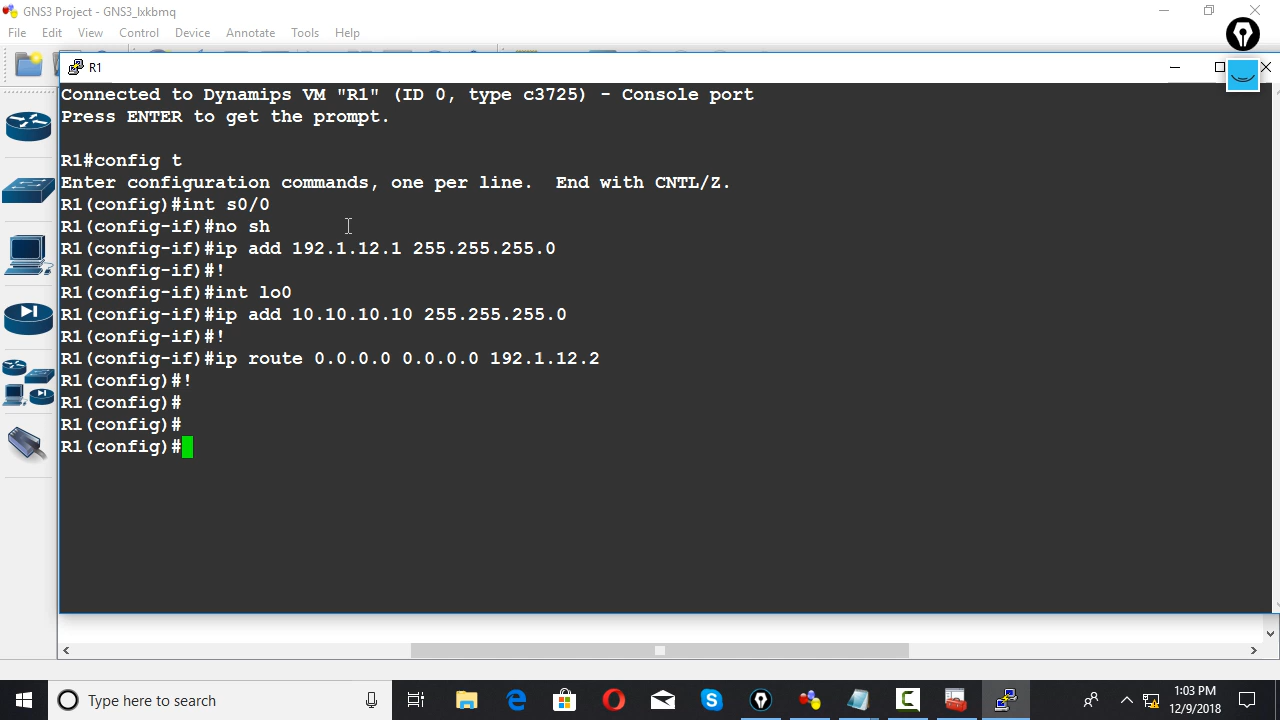 GNS3 Project - GNS3_lxkbmq
File Edit View Control Device Annotate Tools Help
R1
Connected to Dynamips VM "R1" (ID 0, type c3725) - Console port
Press ENTER to get the prompt.
R1#config t
Enter configuration commands, one per line.  End with CNTL/Z.
R1(config)#int s0/0
R1(config-if)#no sh
R1(config-if)#ip add 192.1.12.1 255.255.255.0
R1(config-if)#!
R1(config-if)#int lo0
R1(config-if)#ip add 10.10.10.10 255.255.255.0
R1(config-if)#!
R1(config-if)#ip route 0.0.0.0 0.0.0.0 192.1.12.2
R1(config)#!
R1(config)#
R1(config)#
R1(config)#
Type here to search
1:03 PM
12/9/2018